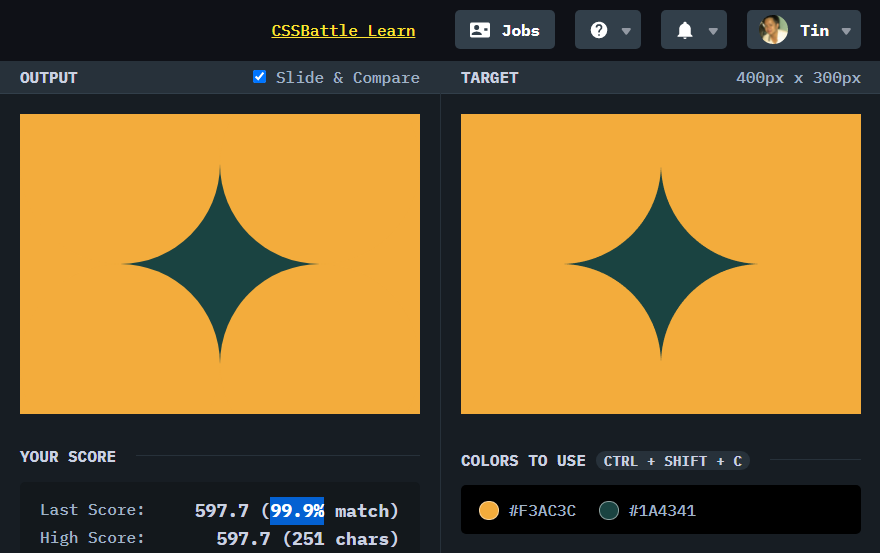 CSSBattle Learn Jobs Tin
OUTPUT Slide & Compare TARGET 400px x 300px
YOUR SCORE COLORS TO USE CTRL + SHIFT + C
Last Score: 597.7 (99.9% match) #F3AC3C #1A4341
High Score: 597.7 (251 chars)